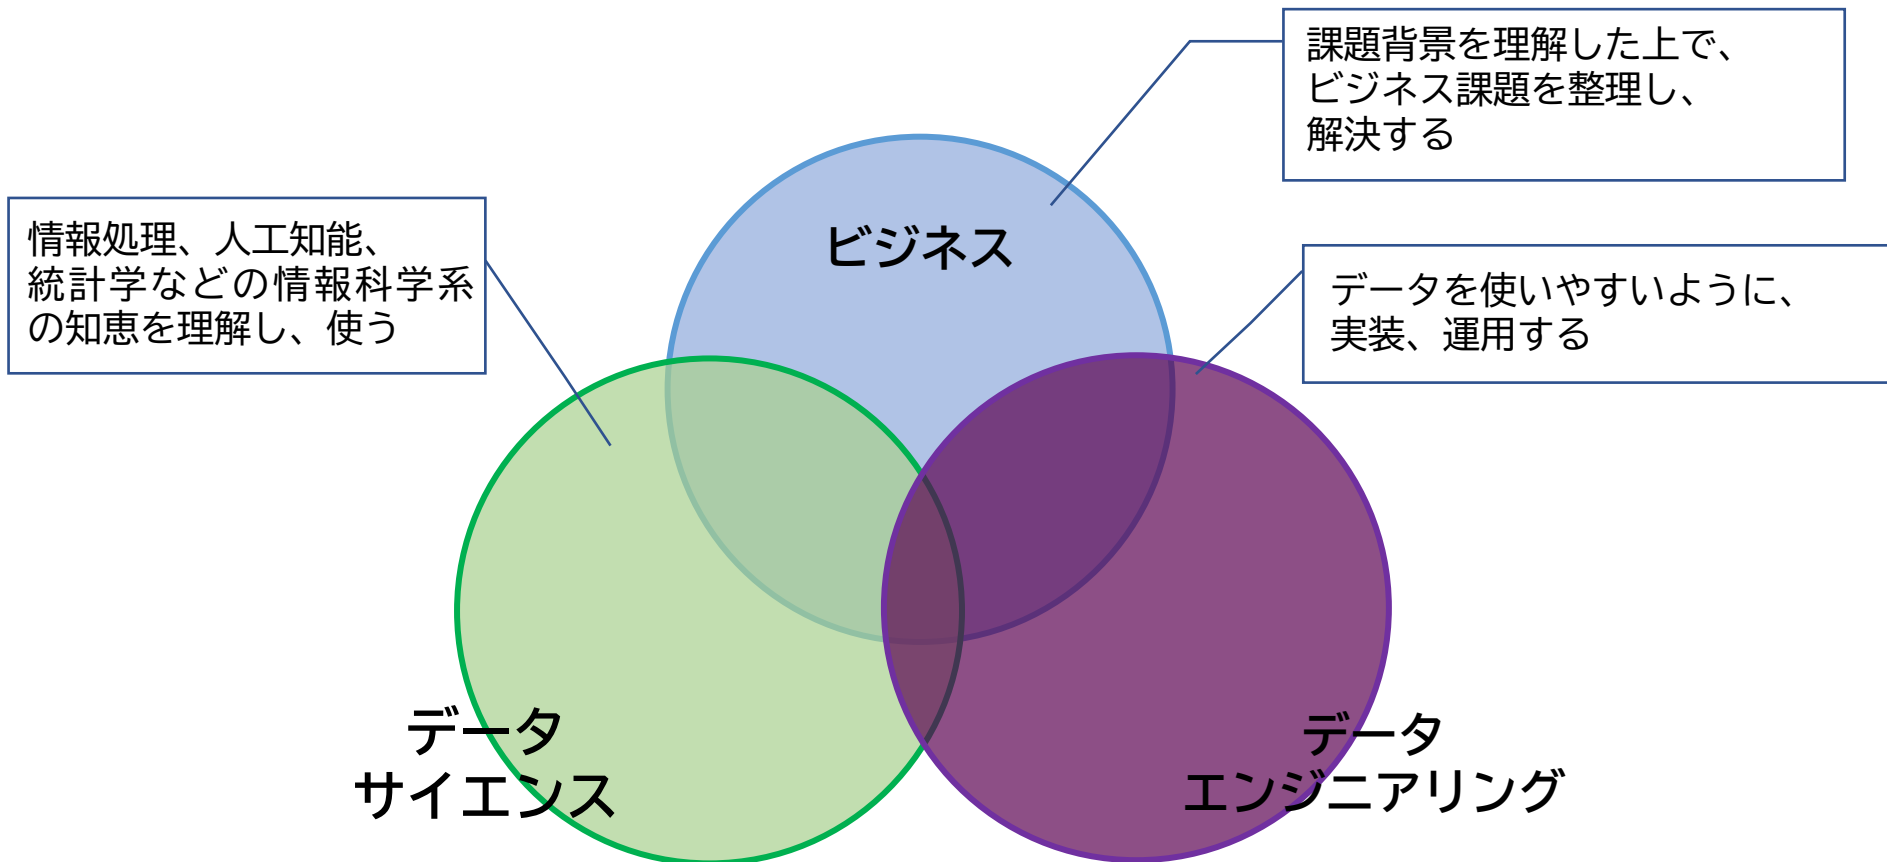 課題背景を理解した上で、
ビジネス課題を整理し、
解決する
情報処理、人工知能、
統計学などの情報科学系
の知恵を理解し、使う
ビジネス
データを使いやすいように、
実装、運用する
データ
サイエンス
データ
エンジニアリング